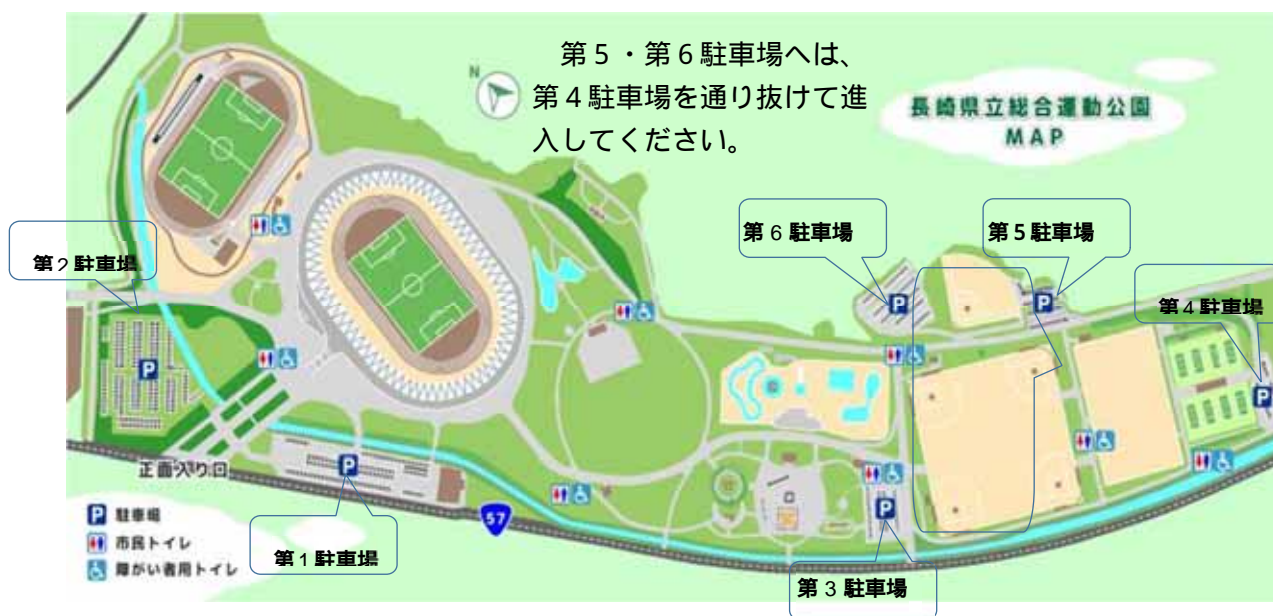 第5・第6駐車場へは、
第4駐車場を通り抜けて進
入してください。
N
長崎県立総合運動公園
MAP
第6駐車場
第5駐車場
第2駐車場
第4駐車場
P
P
P
P
正面入り口
P
57
P
P 駐車場
市民トイレ
障がい者用トイレ
第1駐車場
第3駐車場